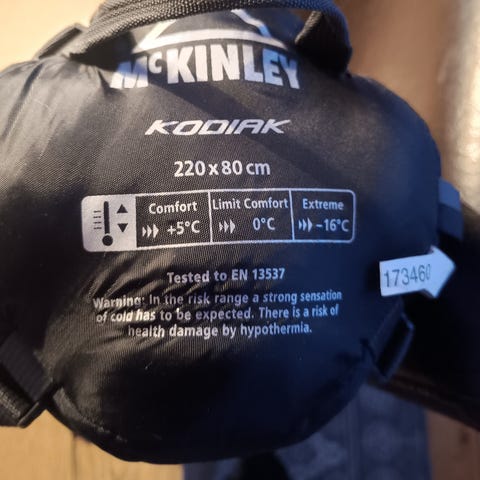 McKINLEY
KODIAK
220 x 80 cm
Comfort Limit Comfort Extreme
+5°C 0°C -16°C
Tested to EN 13537
Warning: In the risk range a strong sensation
of cold has to be expected. There is a risk of
health damage by hypothermia.
173460